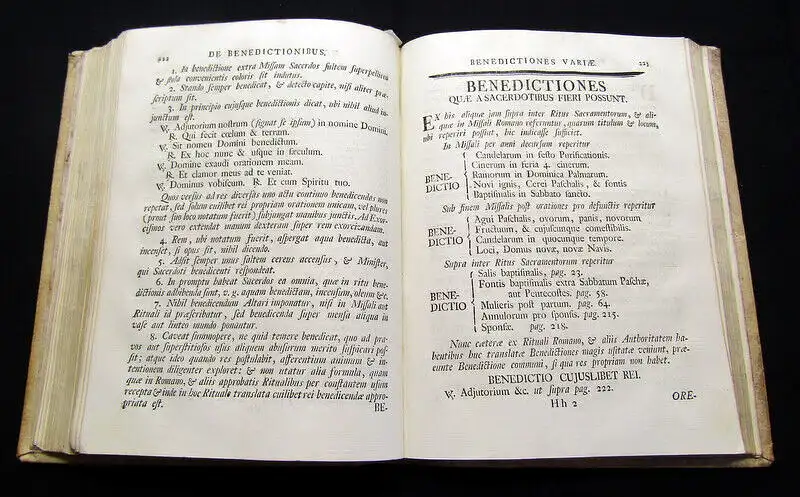 222
DE BENEDICTIONIBUS.
1. In benedictione extra Missam Sacerdos saltem superpelliceo
& stola convenientis coloris sit indutus.
2. Stando semper benedicat, & detecto capite, nisi aliter præ-
scriptum sit.
3. In principio cujusque benedictionis dicat, ubi nihil aliud in-
junctum est.
℣. Adjutorium nostrum (signat se ipsum) in nomine Domini.
℟. Qui fecit cœlum & terram.
℣. Sit nomen Domini benedictum.
℟. Ex hoc nunc & usque in sæculum.
℣. Domine exaudi orationem meam.
℟. Et clamor meus ad te veniat.
℣. Dominus vobiscum. ℟. Et cum Spiritu tuo.
Quos versus ad res diversas uno actu continuo benedicendas non
repetat, sed solum cuilibet rei propriam orationem unicam, vel plures
(prout suo loco notatum fuerit) subjungat manibus junctis. Ad Exor-
cismos vero extendat manum dexteram super rem exorcizandam.
4. Rem, ubi notatum fuerit, aspergat aqua benedicta, aut
incenset, si opus sit, nihil dicendo.
5. Adsit semper unus saltem cereus accensus, & Minister,
qui Sacerdoti benedicenti respondeat.
6. In promptu habeat Sacerdos ea omnia, quæ in ritu bene-
dictionis adhibenda sunt, v. g. aquam benedictam, incensum, oleum &c.
7. Nihil benedicendum Altari imponatur, nisi in Missali aut
Rituali id præscribatur, sed benedicenda super mensa aliqua in
vase aut linteo mundo ponantur.
8. Caveat summopere, ne quid temere benedicat, quo ad pra-
vos aut superstitiosos usus aliquem abusurum merito suspicari pos-
sit; atque ideo quando res postulabit, afferentium animum & in-
tentionem diligenter exploret: & non utatur alia formula, quam
quæ in Romano, & aliis approbatis Ritualibus per constantem usum
recepta & inde in hoc Rituali translata cuilibet rei benedicendæ appro-
priata est.
BE-
BENEDICTIONES VARIÆ.
223
BENEDICTIONES
QUÆ A SACERDOTIBUS FIERI POSSUNT.
EX his aliquæ jam supra inter Ritus Sacramentorum, & ali-
quæ in Missali Romano referuntur, quarum titulum & locum,
ubi reperiri possint, hic indicasse sufficiet.
In Missali per anni decursum reperitur
BENE-
DICTIO
Candelarum in festo Purificationis.
Cinerum in feria 4. cinerum.
Ramorum in Dominica Palmarum.
Novi ignis, Cerei Paschalis, & fontis
Baptismalis in Sabbato sancto.
Sub finem Missalis post orationes pro defunctis reperitur
BENE-
DICTIO
Agni Paschalis, ovorum, panis, novorum
Fructuum, & cujuscumque comestibilis.
Candelarum in quocumque tempore.
Loci, Domus novæ, novæ Navis.
Supra inter Ritus Sacramentorum reperitur
BENE-
DICTIO
Salis baptismalis, pag. 23.
Fontis baptismalis extra Sabbatum Paschæ,
aut Pentecostes. pag. 58.
Mulieris post partum. pag. 64.
Annulorum pro sponsis. pag. 215.
Sponsæ. pag. 218.
Nunc cæteræ ex Rituali Romano, & aliis Authoritatem ha-
bentibus huc translatæ Benedictiones magis usitatæ veniunt, præ-
eunte Benedictione communi, si qua res propriam non habet.
BENEDICTIO CUJUSLIBET REI.
℣. Adjutorium &c. ut supra pag. 222.
Hh 2
ORE-